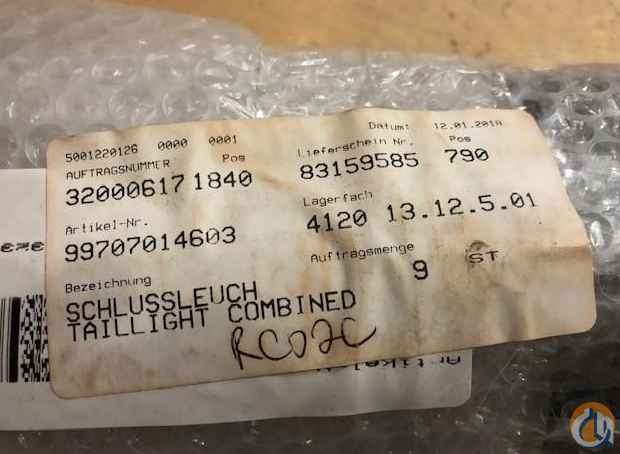 5001220126 0000 0001
Datum: 12.01.2018
AUFTRAGSNUMMER Pos
Lieferschein Nr. Pos
32000617 1840
83159585 790
Artikel-Nr.
Lagerfach
99707014603
4120 13.12.5.01
Bezeichnung
Auftragsmenge
9 ST
SCHLUSSLEUCH
TAILLIGHT COMBINED
RC02C